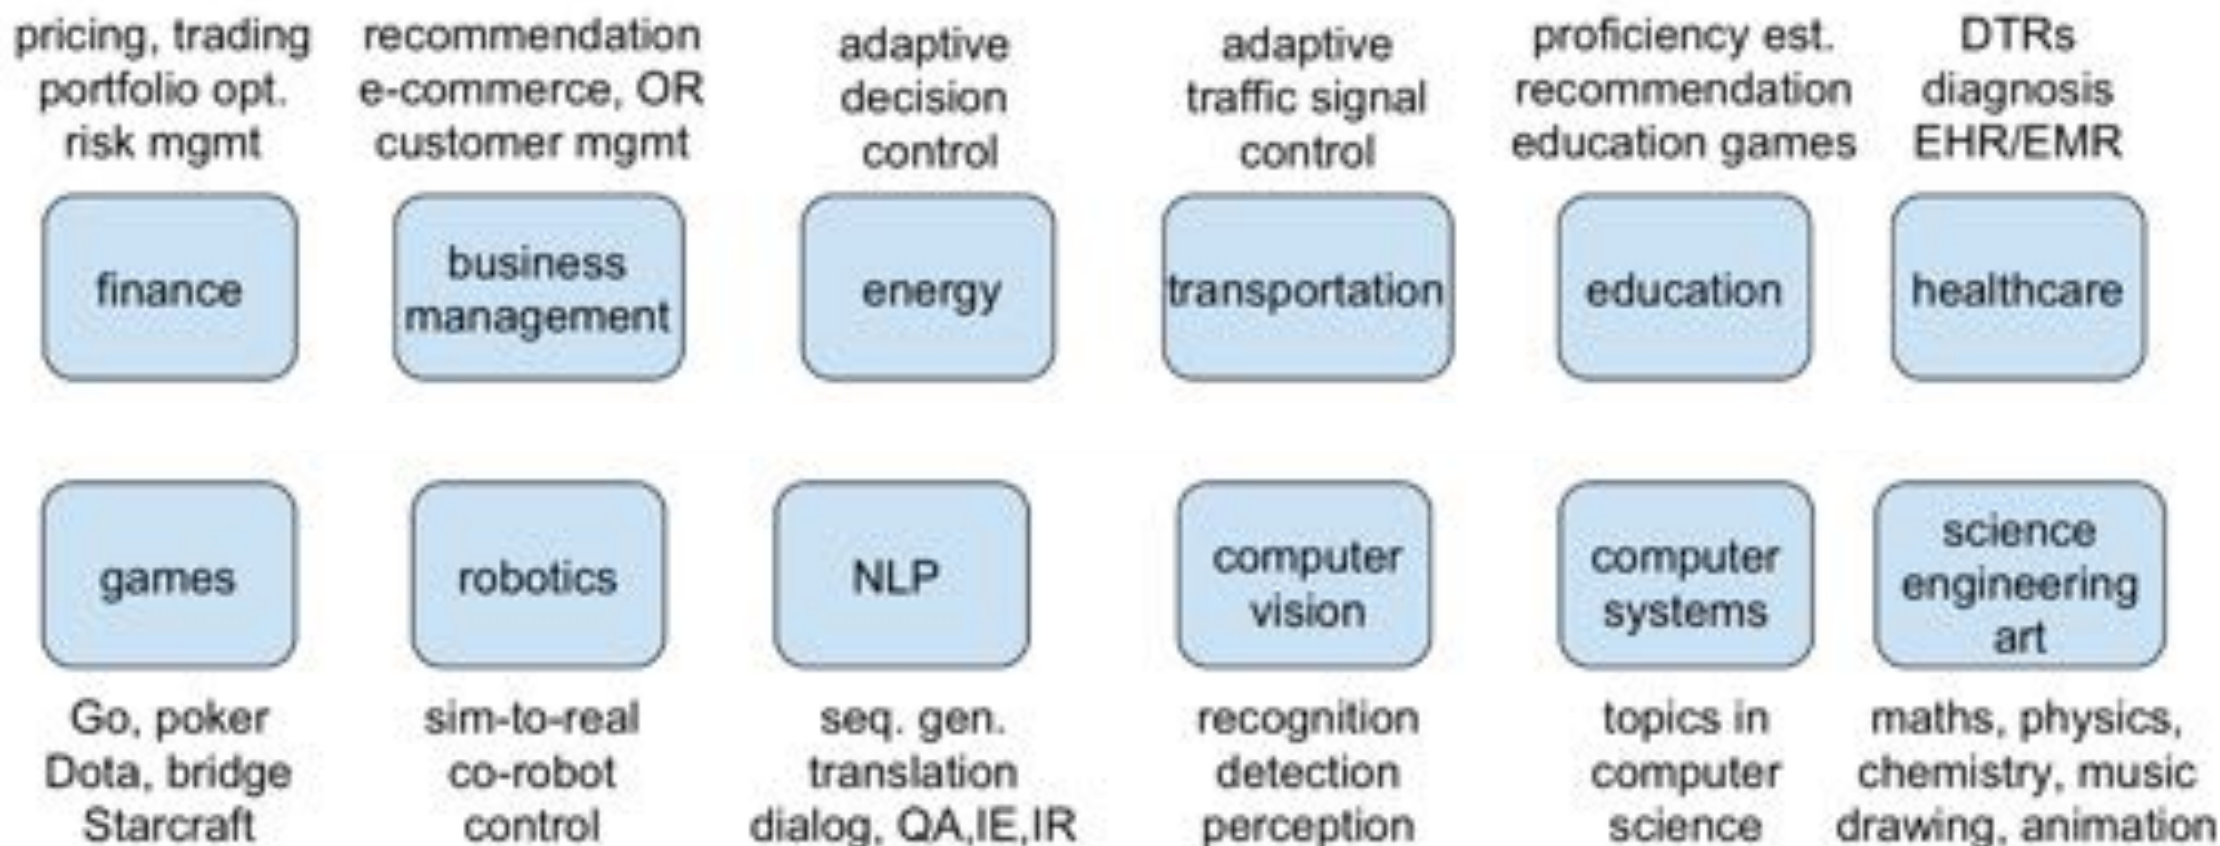 pricing, trading
portfolio opt.
risk mgmt
recommendation
e-commerce, OR
customer mgmt
adaptive
decision
control
adaptive
traffic signal
control
proficiency est.
recommendation
education games
DTRs
diagnosis
EHR/EMR
finance
business
management
energy
transportation
education
healthcare
games
robotics
NLP
computer
vision
computer
systems
science
engineering
art
Go, poker
Dota, bridge
Starcraft
sim-to-real
co-robot
control
seq. gen.
translation
dialog, QA,IE,IR
recognition
detection
perception
topics in
computer
science
maths, physics,
chemistry, music
drawing, animation